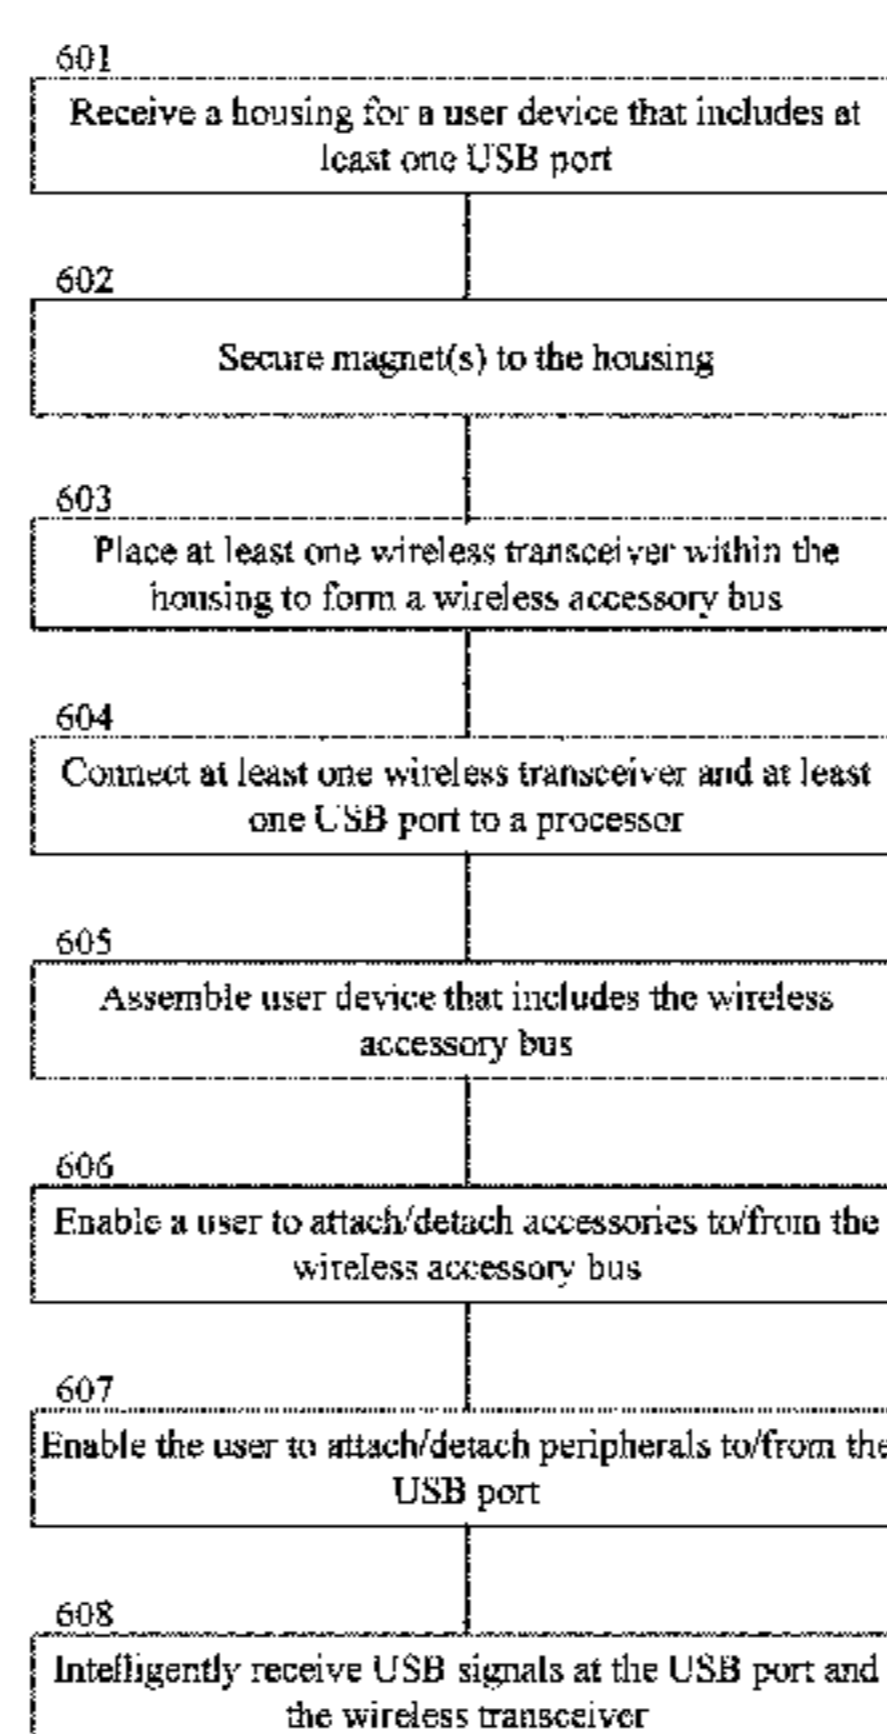 601
Receive a housing for a user device that includes at
least one USB port
602
Secure magnet(s) to the housing
603
Place at least one wireless transceiver within the
housing to form a wireless accessory bus
604
Connect at least one wireless transceiver and at least
one USB port to a processor
605
Assemble user device that includes the wireless
accessory bus
606
Enable a user to attach/detach accessories to/from the
wireless accessory bus
607
Enable the user to attach/detach peripherals to/from the
USB port
608
Intelligently receive USB signals at the USB port and
the wireless transceiver